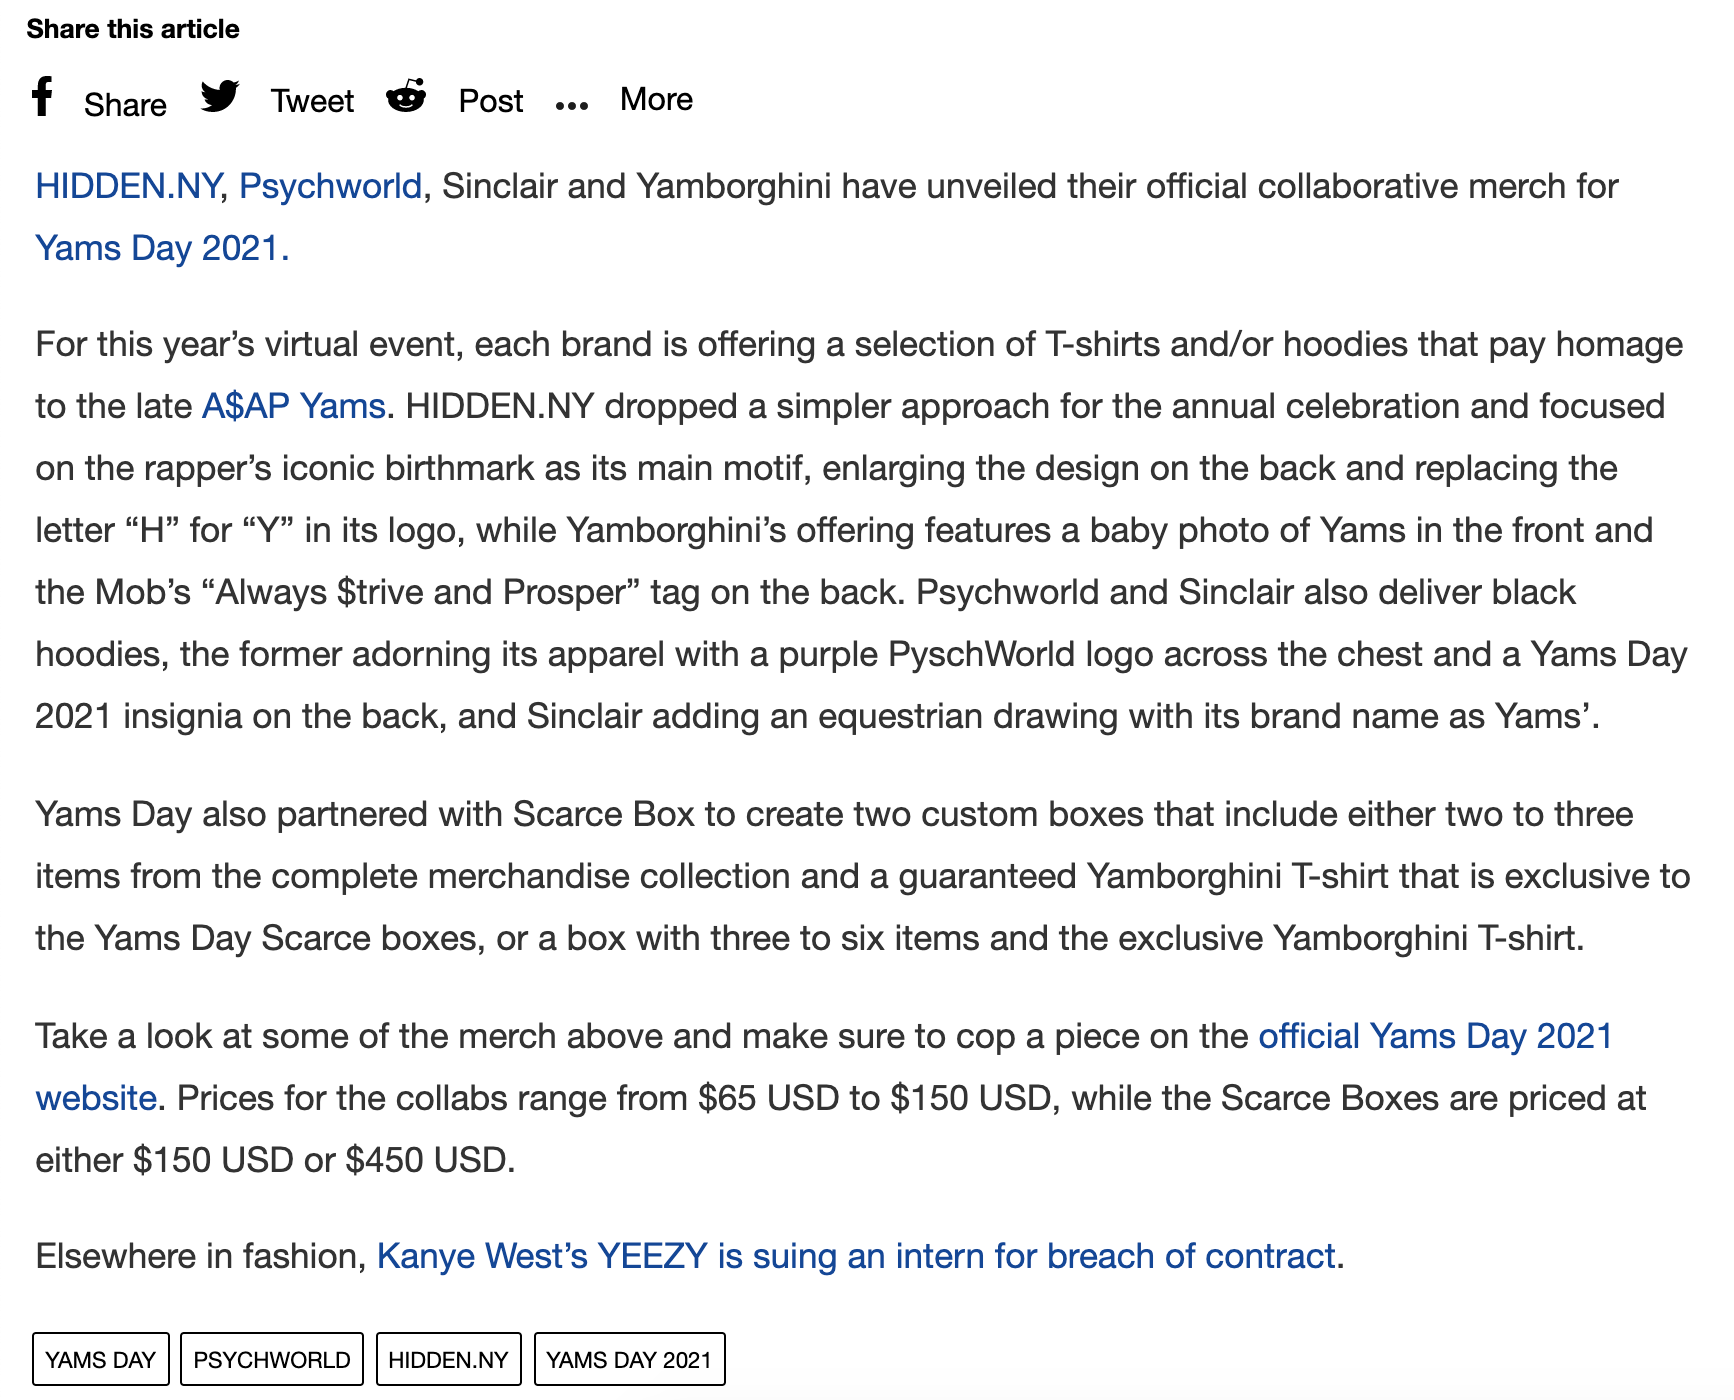 Share this article
Share Tweet Post ... More
HIDDEN.NY, Psychworld, Sinclair and Yamborghini have unveiled their official collaborative merch for
Yams Day 2021.
For this year’s virtual event, each brand is offering a selection of T-shirts and/or hoodies that pay homage
to the late A$AP Yams. HIDDEN.NY dropped a simpler approach for the annual celebration and focused
on the rapper’s iconic birthmark as its main motif, enlarging the design on the back and replacing the
letter “H” for “Y” in its logo, while Yamborghini’s offering features a baby photo of Yams in the front and
the Mob’s “Always $trive and Prosper” tag on the back. Psychworld and Sinclair also deliver black
hoodies, the former adorning its apparel with a purple PyschWorld logo across the chest and a Yams Day
2021 insignia on the back, and Sinclair adding an equestrian drawing with its brand name as Yams’.
Yams Day also partnered with Scarce Box to create two custom boxes that include either two to three
items from the complete merchandise collection and a guaranteed Yamborghini T-shirt that is exclusive to
the Yams Day Scarce boxes, or a box with three to six items and the exclusive Yamborghini T-shirt.
Take a look at some of the merch above and make sure to cop a piece on the official Yams Day 2021
website. Prices for the collabs range from $65 USD to $150 USD, while the Scarce Boxes are priced at
either $150 USD or $450 USD.
Elsewhere in fashion, Kanye West’s YEEZY is suing an intern for breach of contract.
YAMS DAY PSYCHWORLD HIDDEN.NY YAMS DAY 2021